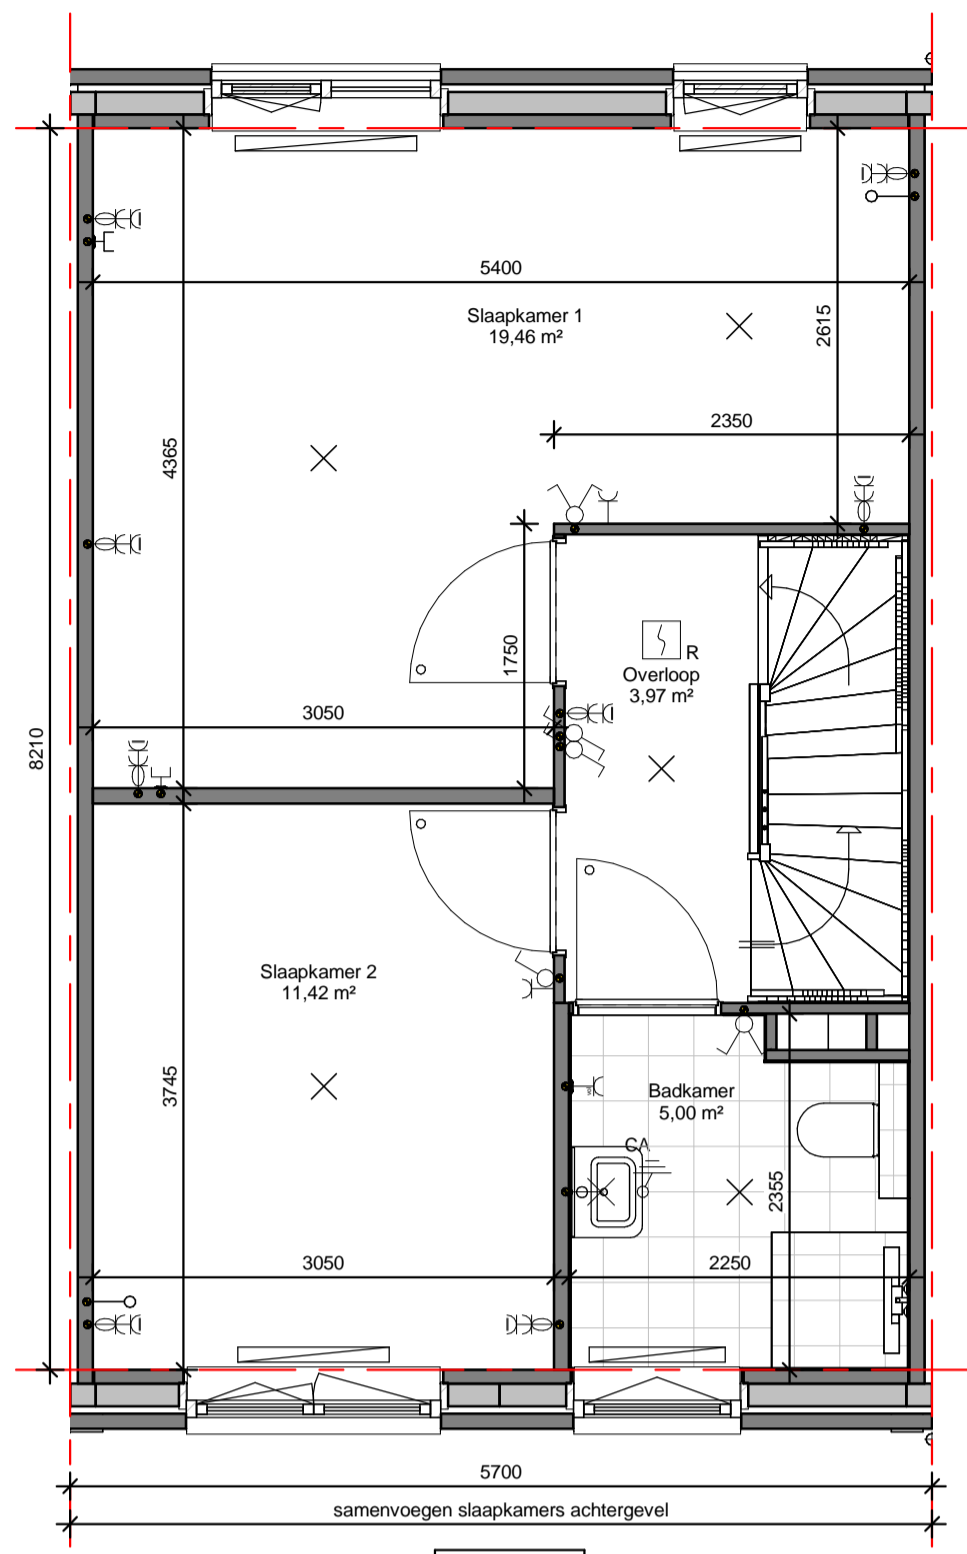 5400
Slaapkamer 1
19,46 m²
2615
2350
4365
1750
R
Overloop
3,97 m²
3050
8210
Slaapkamer 2
11,42 m²
Badkamer
5,00 m²
3745
CA
2355
3050
2250
5700
samenvoegen slaapkamers achtergevel